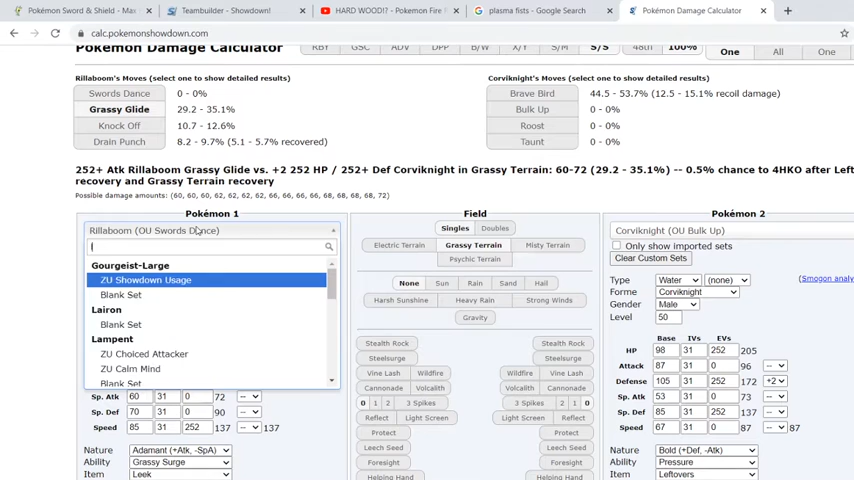 Pokémon Sword & Shield - Max
Teambuilder - Showdown!
HARD WOOD!? - Pokemon Fire R
plasma fists - Google Search
Pokémon Damage Calculator
calc.pokemonshowdown.com
Pokémon Damage Calculator
RBY GSC ADV DPP B/W X/Y S/M S/S 48th 100% One All One
Rillaboom's Moves (select one to show detailed results)
Swords Dance 0 - 0%
Grassy Glide 29.2 - 35.1%
Knock Off 10.7 - 12.6%
Drain Punch 8.2 - 9.7% (5.1 - 5.7% recovered)
Corviknight's Moves (select one to show detailed results)
Brave Bird 44.5 - 53.7% (12.5 - 15.1% recoil damage)
Bulk Up 0 - 0%
Roost 0 - 0%
Taunt 0 - 0%
252+ Atk Rillaboom Grassy Glide vs. +2 252 HP / 252+ Def Corviknight in Grassy Terrain: 60-72 (29.2 - 35.1%) -- 0.5% chance to 4HKO after Left
recovery and Grassy Terrain recovery
Possible damage amounts: (60, 60, 60, 62, 62, 62, 62, 66, 66, 66, 66, 68, 68, 68, 68, 72)
Pokémon 1
Rillaboom (OU Swords Dance)
l
Gourgeist-Large
ZU Showdown Usage
Blank Set
Lairon
Blank Set
Lampent
ZU Choiced Attacker
ZU Calm Mind
Blank Set
Sp. Atk 60 31 0 72 --
Sp. Def 70 31 0 90 --
Speed 85 31 252 137 -- 137
Nature Adamant (+Atk, -SpA)
Ability Grassy Surge
Item Leek
Field
Singles Doubles
Electric Terrain Grassy Terrain Misty Terrain
Psychic Terrain
None Sun Rain Sand Hail
Harsh Sunshine Heavy Rain Strong Winds
Gravity
Stealth Rock Stealth Rock
Steelsurge Steelsurge
Vine Lash Wildfire Wildfire Vine Lash
Cannonade Volcalith Cannonade Volcalith
0 1 2 3 Spikes 3 Spikes 2 1 0
Reflect Light Screen Light Screen Reflect
Protect Protect
Leech Seed Leech Seed
Foresight Foresight
Helping Hand Helping Hand
Pokémon 2
Corviknight (OU Bulk Up)
Only show imported sets
Clear Custom Sets
Type Water (none) (Smogon analy
Forme Corviknight
Gender Male
Level 50
Base IVs EVs
HP 98 31 252 205
Attack 87 31 0 96 --
Defense 105 31 252 172 +2
Sp. Atk 53 31 0 73 --
Sp. Def 85 31 252 137 --
Speed 67 31 0 87 -- 87
Nature Bold (+Def, -Atk)
Ability Pressure
Item Leftovers